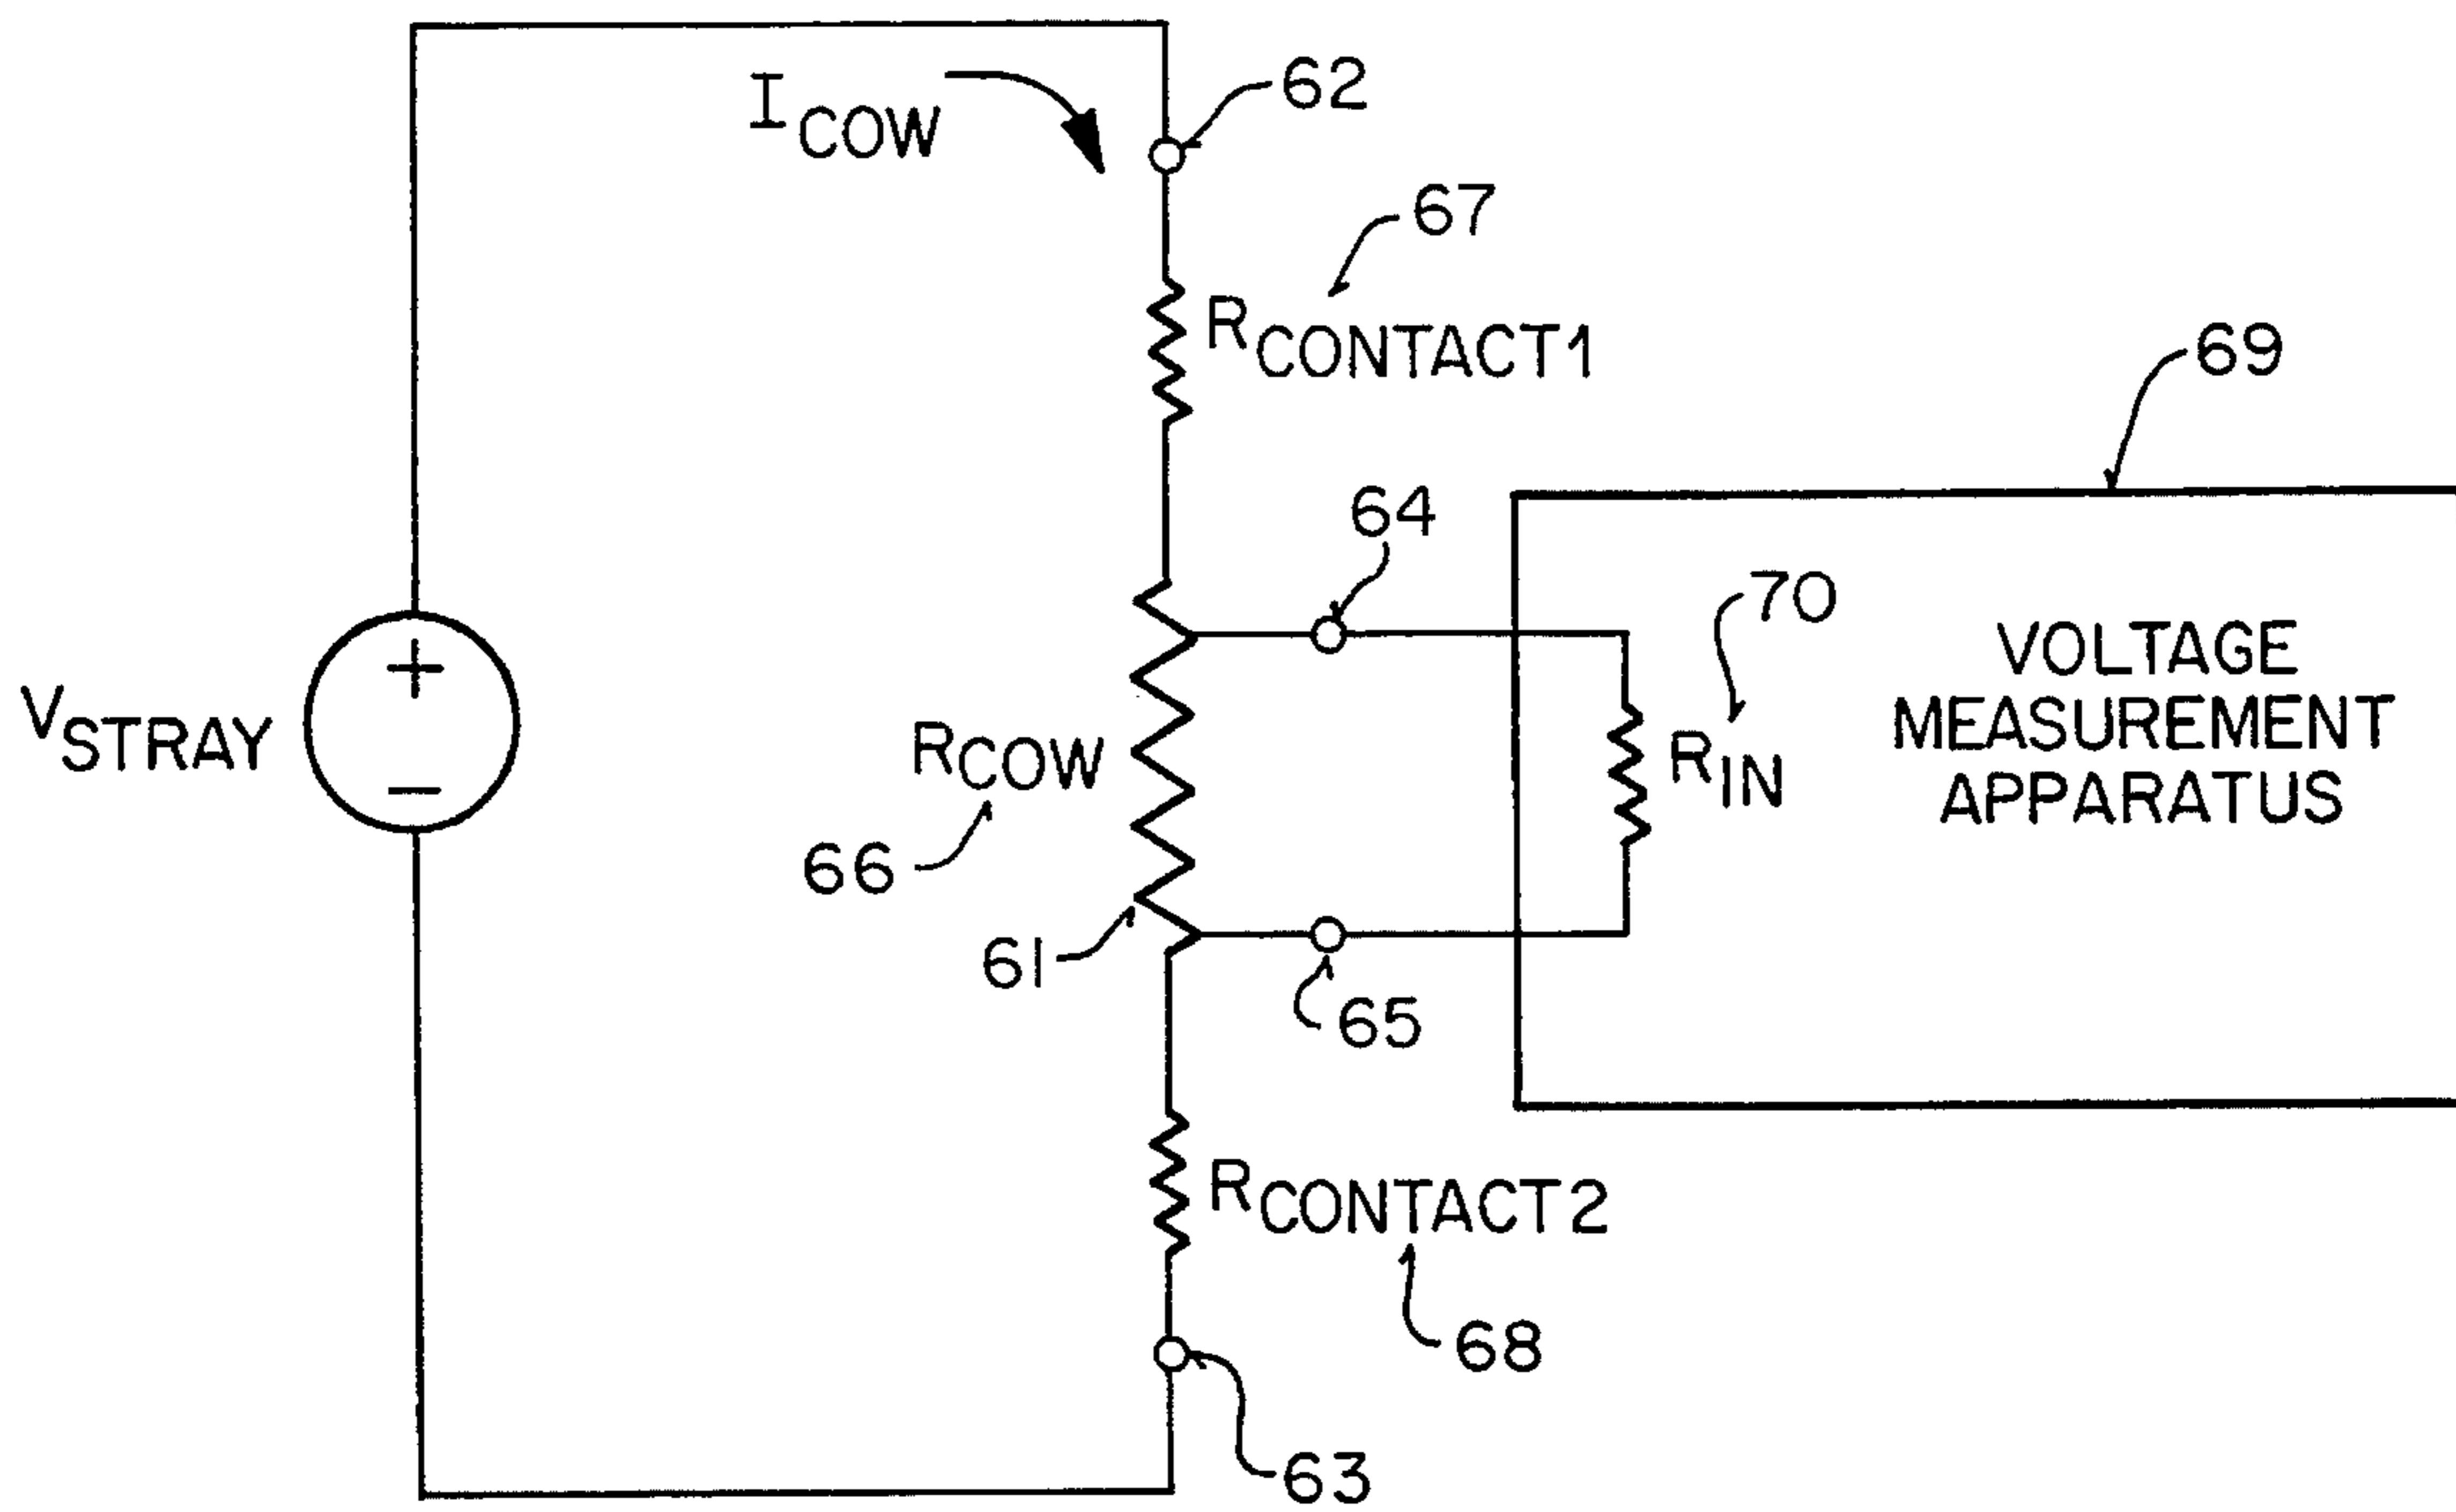 I COW
62
67
R CONTACT1
69
64
70
VOLTAGE
MEASUREMENT
APPARATUS
+
V STRAY
−
R COW
R IN
66
61
65
R CONTACT2
68
63